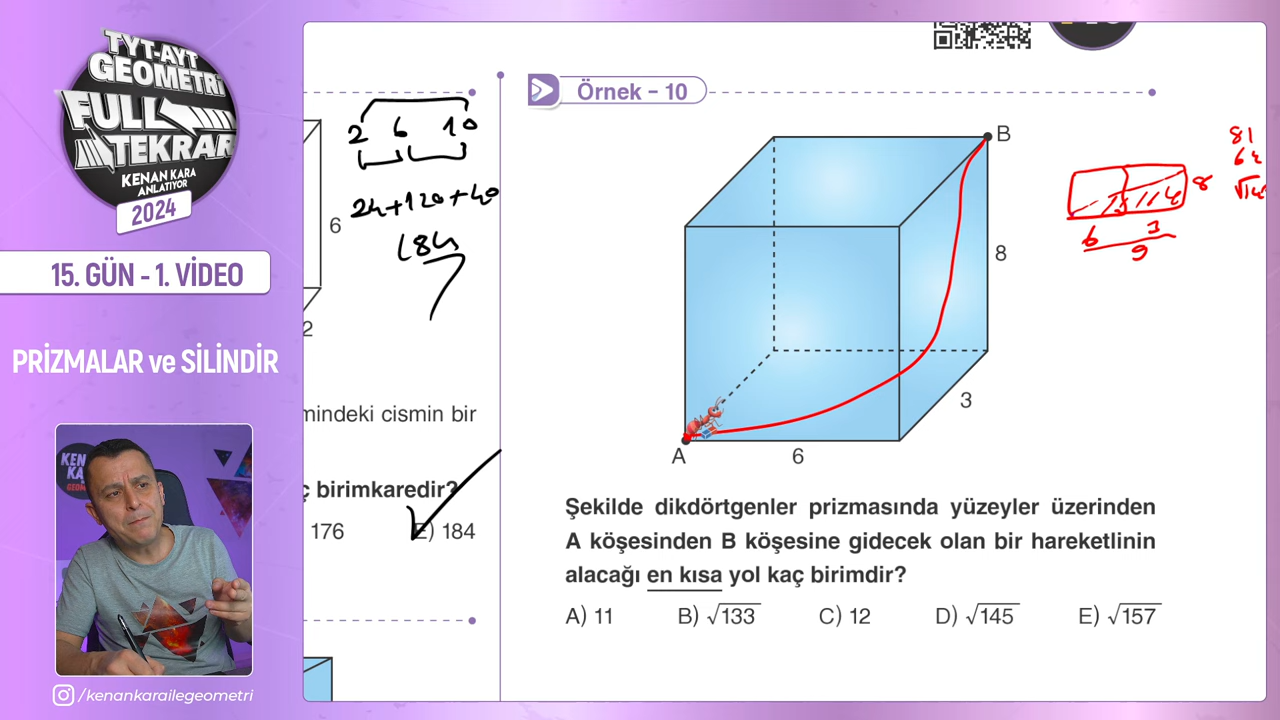 TYT-AYT
GEOMETRİ
FULL
TEKRAR
KENAN KARA
ANLATIYOR
2024
15. GÜN - 1. VİDEO
PRİZMALAR ve SİLİNDİR
/kenankarailegeometri
2 6 10
24+120+40
184
6
2
mindeki cismin bir
ç birimkaredir?
176
E) 184
Örnek – 10
B
8
3
6
A
8
6 3
9
81
Şekilde dikdörtgenler prizmasında yüzeyler üzerinden
A köşesinden B köşesine gidecek olan bir hareketlinin
alacağı en kısa yol kaç birimdir?
A) 11 B) √133 C) 12 D) √145 E) √157